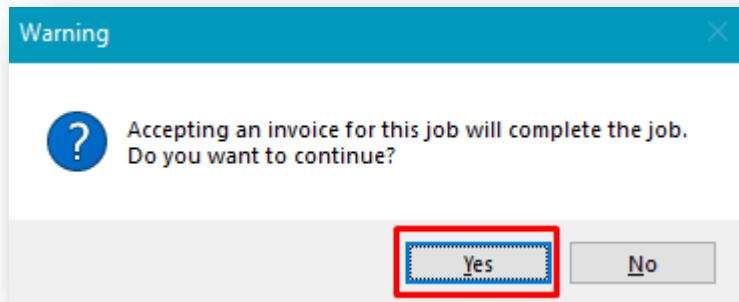 Warning
Accepting an invoice for this job will complete the job.
Do you want to continue?
Yes
No